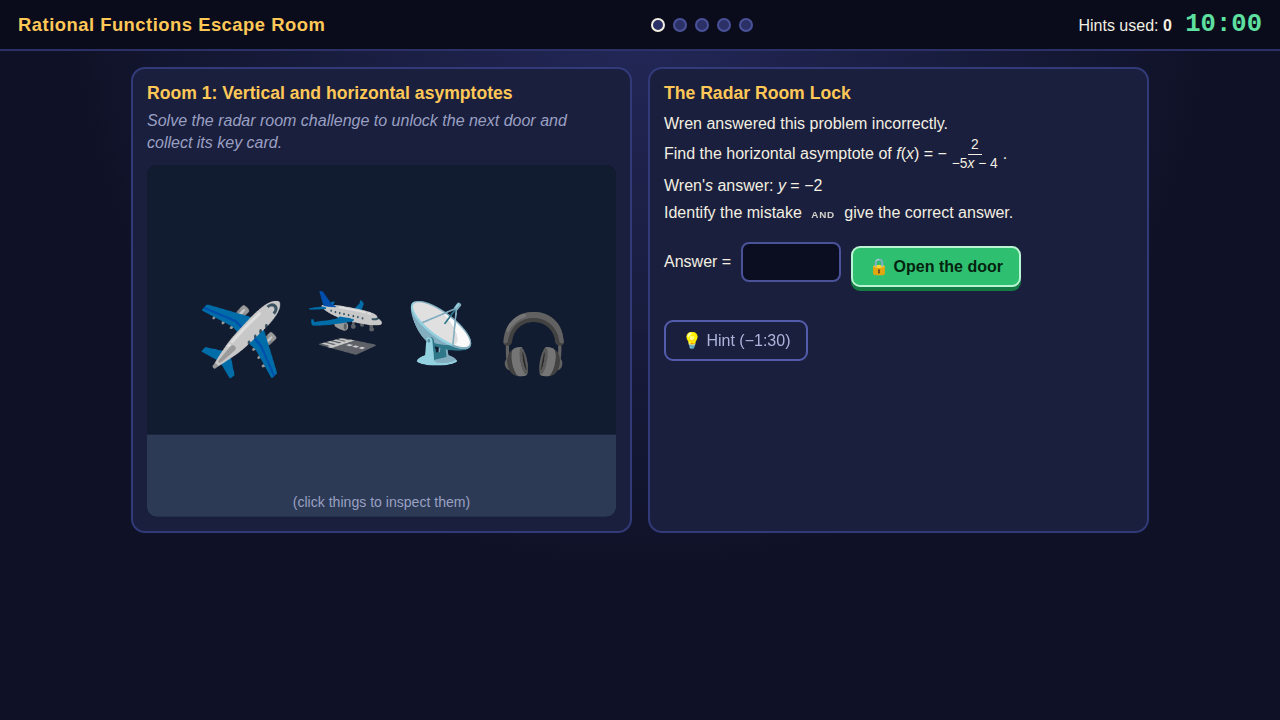 Rational Functions Escape Room
Hints used: 0 10:00
Room 1: Vertical and horizontal asymptotes
Solve the radar room challenge to unlock the next door and
collect its key card.
(click things to inspect them)
The Radar Room Lock
Wren answered this problem incorrectly.
Find the horizontal asymptote of f(x) = − 2/(−5x − 4) .
Wren's answer: y = −2
Identify the mistake AND give the correct answer.
Answer =
🔒 Open the door
💡 Hint (−1:30)